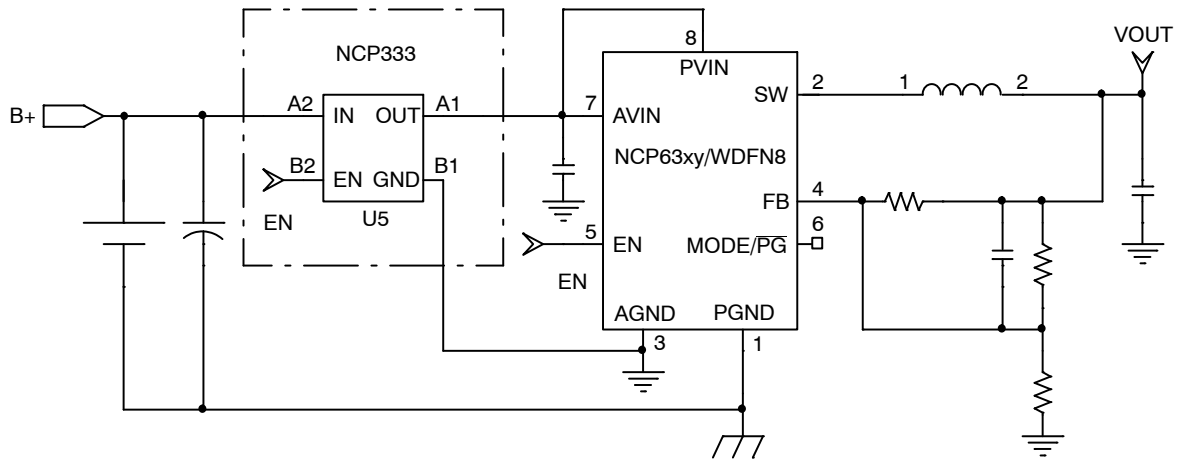 NCP333
B+
A2
IN
OUT
A1
B2
EN
GND
B1
EN
U5
8
PVIN
7
AVIN
SW
2
1
2
VOUT
NCP63xy/WDFN8
FB
4
5
EN
MODE/PG
6
EN
AGND
PGND
3
1